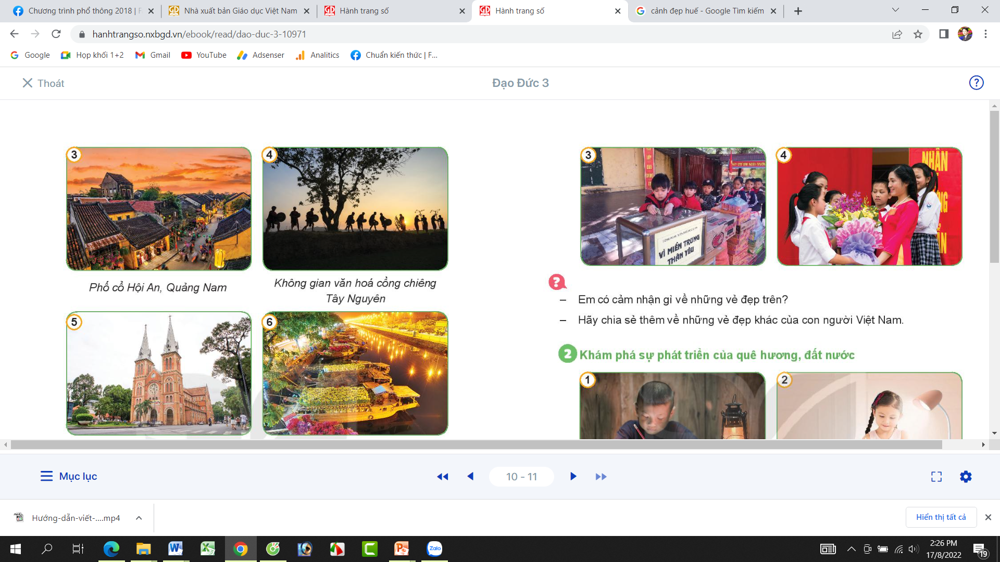 Chương trình phổ thông 2018 | F
Nhà xuất bản Giáo dục Việt Nam
Hành trang số
Hành trang số
cảnh đẹp huế - Google Tìm kiếm
hanhtrangso.nxbgd.vn/ebook/read/dao-duc-3-10971
Google
Họp khối 1+2
Gmail
YouTube
Adsenser
Analitics
Chuẩn kiến thức | F...
Thoát
Đạo Đức 3
?
3
4
Phố cổ Hội An, Quảng Nam
Không gian văn hoá cồng chiêng
Tây Nguyên
5
6
3
VÌ MIỀN TRUNG
THÂN YÊU
4
NHÂN
?
– Em có cảm nhận gì về những vẻ đẹp trên?
– Hãy chia sẻ thêm về những vẻ đẹp khác của con người Việt Nam.
2 Khám phá sự phát triển của quê hương, đất nước
1
2
Mục lục
10 - 11
Hướng-dẫn-viết-....mp4
Hiển thị tất cả
Zalo
2:26 PM
17/8/2022
19